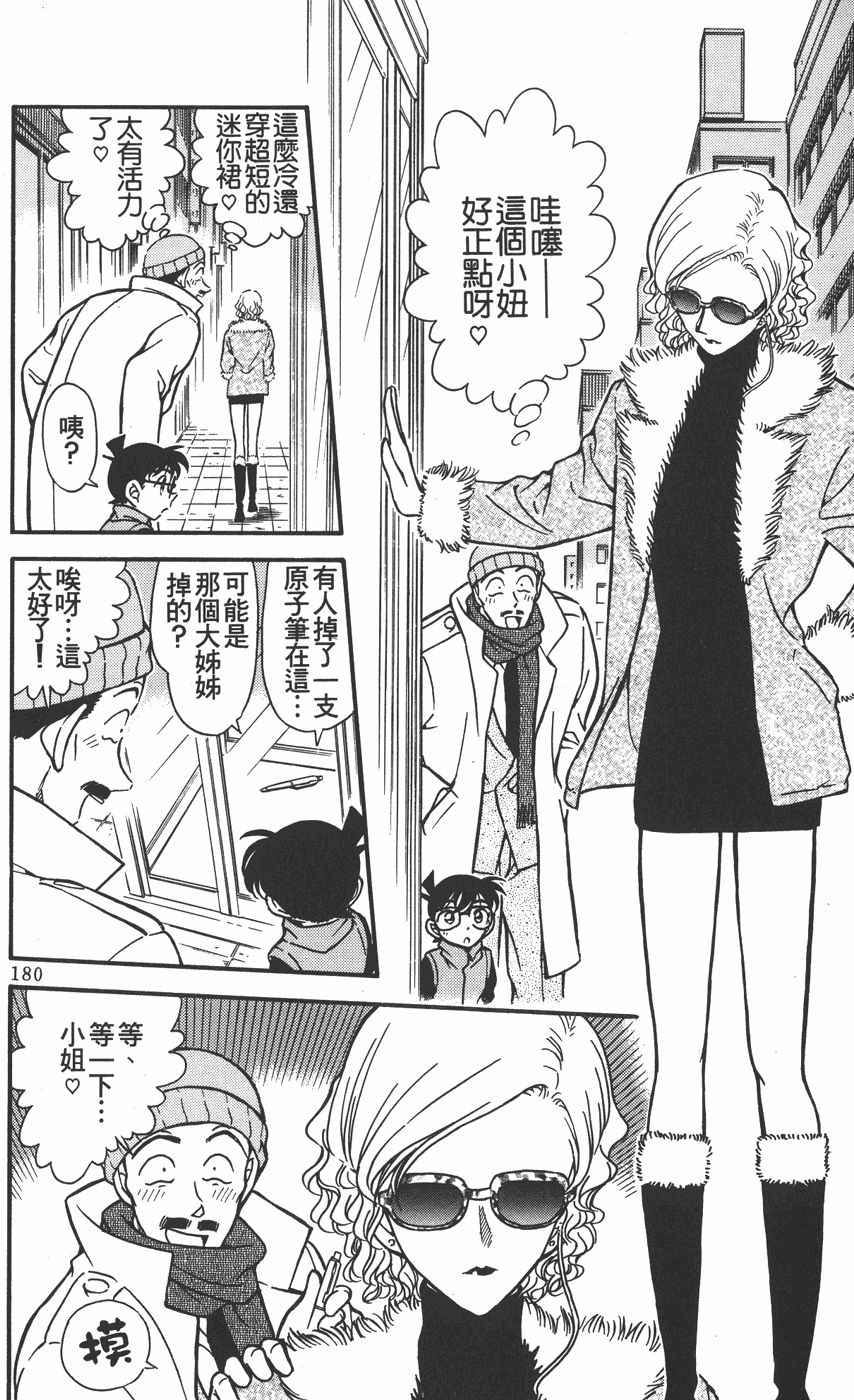 哇噻—
這個小妞
好正點呀♡
這麼冷還
穿超短的
迷你裙♡
太有活力
了♡
咦？
有人掉了一支
原子筆在這…
可能是
那個大姊姊
掉的？
唉呀…這
太好了！
180
等、
等一下…
小姐♡
摸